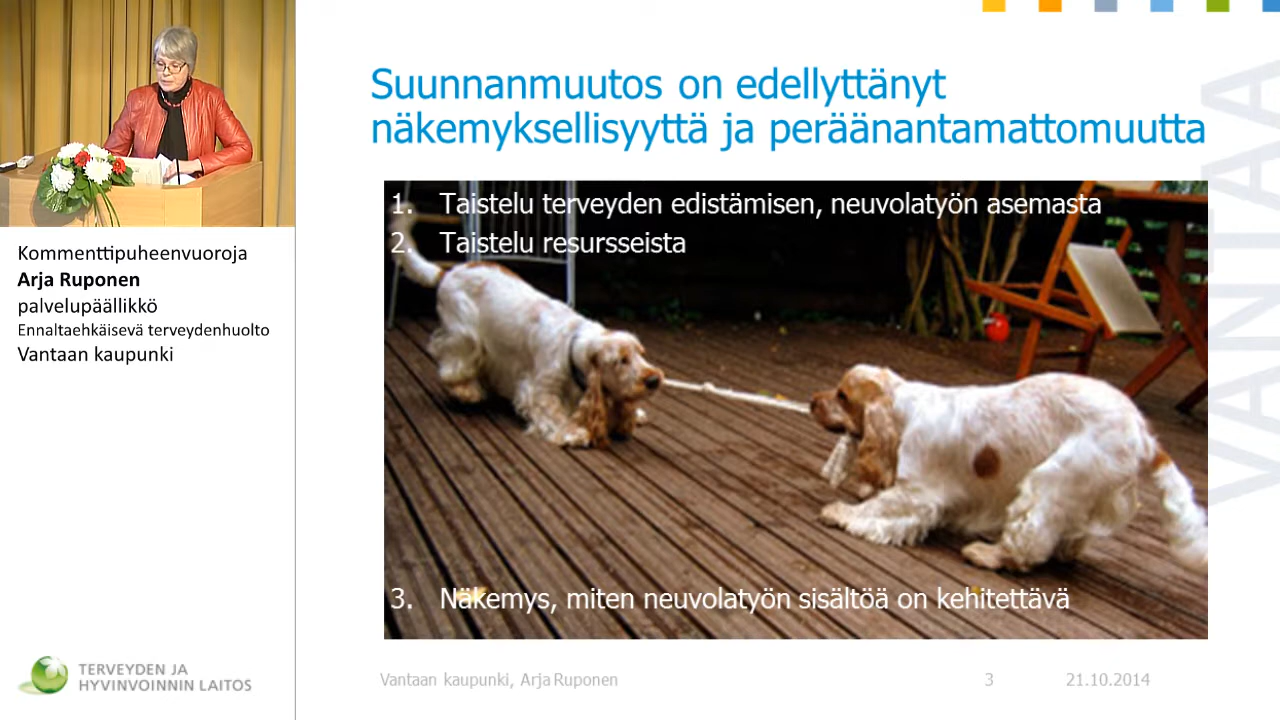 Kommenttipuheenvuoroja
Arja Ruponen
palvelupäällikkö
Ennaltaehkäisevä terveydenhuolto
Vantaan kaupunki
TERVEYDEN JA
HYVINVOINNIN LAITOS
Suunnanmuutos on edellyttänyt
näkemyksellisyyttä ja peräänantamattomuutta
1. Taistelu terveyden edistämisen, neuvolatyön asemasta
2. Taistelu resursseista
3. Näkemys, miten neuvolatyön sisältöä on kehitettävä
Vantaan kaupunki, Arja Ruponen 3 21.10.2014
VANTAA